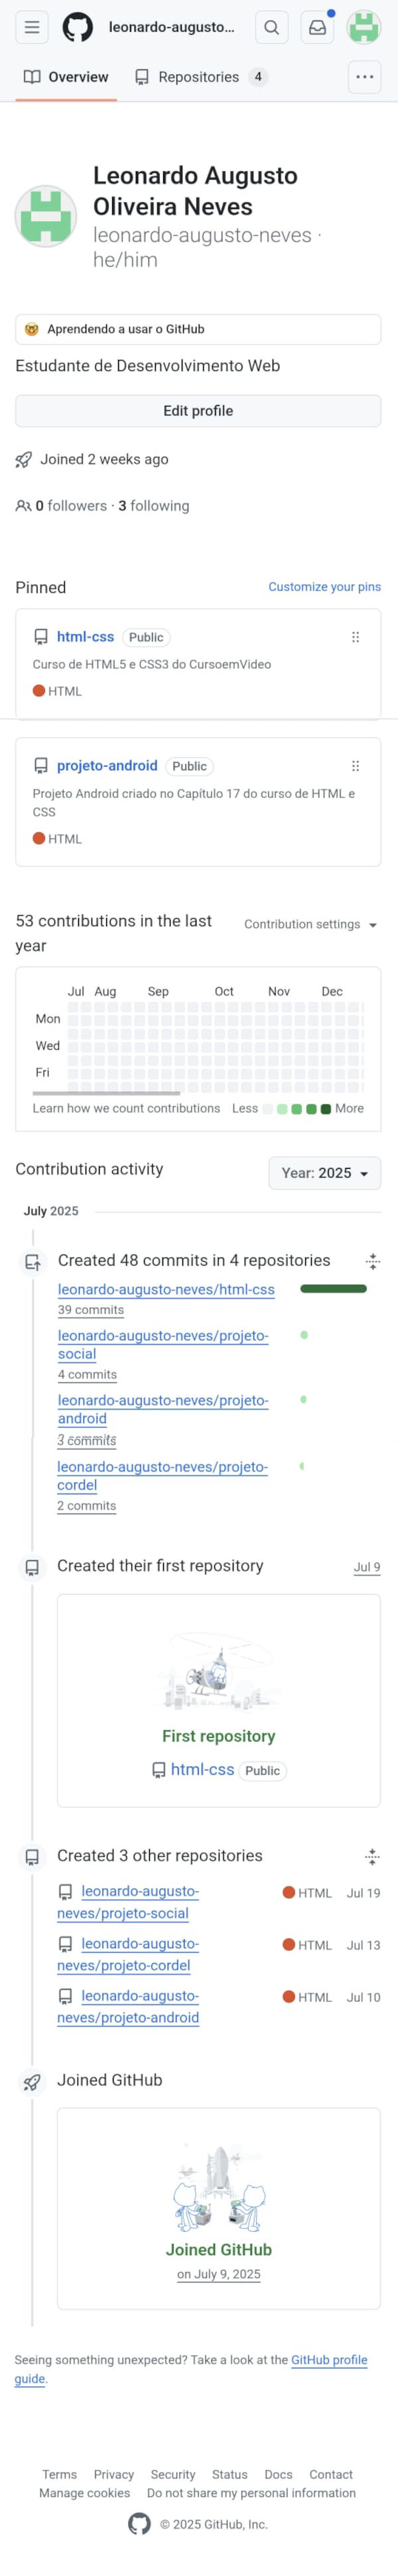 leonardo-augusto...
Overview
Repositories 4
Leonardo Augusto
Oliveira Neves
leonardo-augusto-neves ·
he/him
Aprendendo a usar o GitHub
Estudante de Desenvolvimento Web
Edit profile
Joined 2 weeks ago
0 followers · 3 following
Pinned
Customize your pins
html-css Public
Curso de HTML5 e CSS3 do CursoemVideo
HTML
projeto-android Public
Projeto Android criado no Capítulo 17 do curso de HTML e
CSS
HTML
53 contributions in the last
year
Contribution settings
Jul Aug Sep Oct Nov Dec
Mon
Wed
Fri
Learn how we count contributions Less More
Contribution activity
Year: 2025
July 2025
Created 48 commits in 4 repositories
leonardo-augusto-neves/html-css
39 commits
leonardo-augusto-neves/projeto-
social
4 commits
leonardo-augusto-neves/projeto-
android
3 commits
leonardo-augusto-neves/projeto-
cordel
2 commits
Created their first repository Jul 9
First repository
html-css Public
Created 3 other repositories
leonardo-augusto-
neves/projeto-social
HTML Jul 19
leonardo-augusto-
neves/projeto-cordel
HTML Jul 13
leonardo-augusto-
neves/projeto-android
HTML Jul 10
Joined GitHub
Joined GitHub
on July 9, 2025
Seeing something unexpected? Take a look at the GitHub profile
guide.
Terms Privacy Security Status Docs Contact
Manage cookies Do not share my personal information
© 2025 GitHub, Inc.